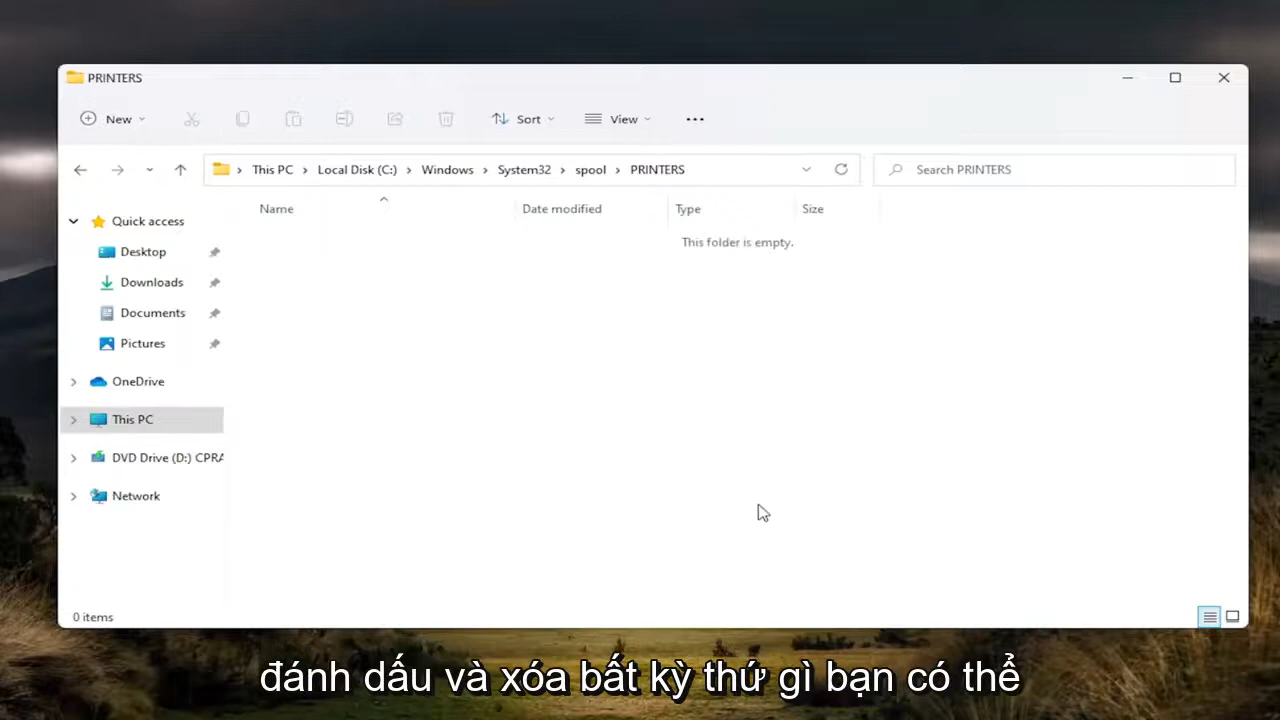 PRINTERS
New
Sort
View
This PC > Local Disk (C:) > Windows > System32 > spool > PRINTERS
Search PRINTERS
Name
Date modified
Type
Size
This folder is empty.
Quick access
Desktop
Downloads
Documents
Pictures
OneDrive
This PC
DVD Drive (D:) CPRA
Network
0 items
đánh dấu và xóa bất kỳ thứ gì bạn có thể